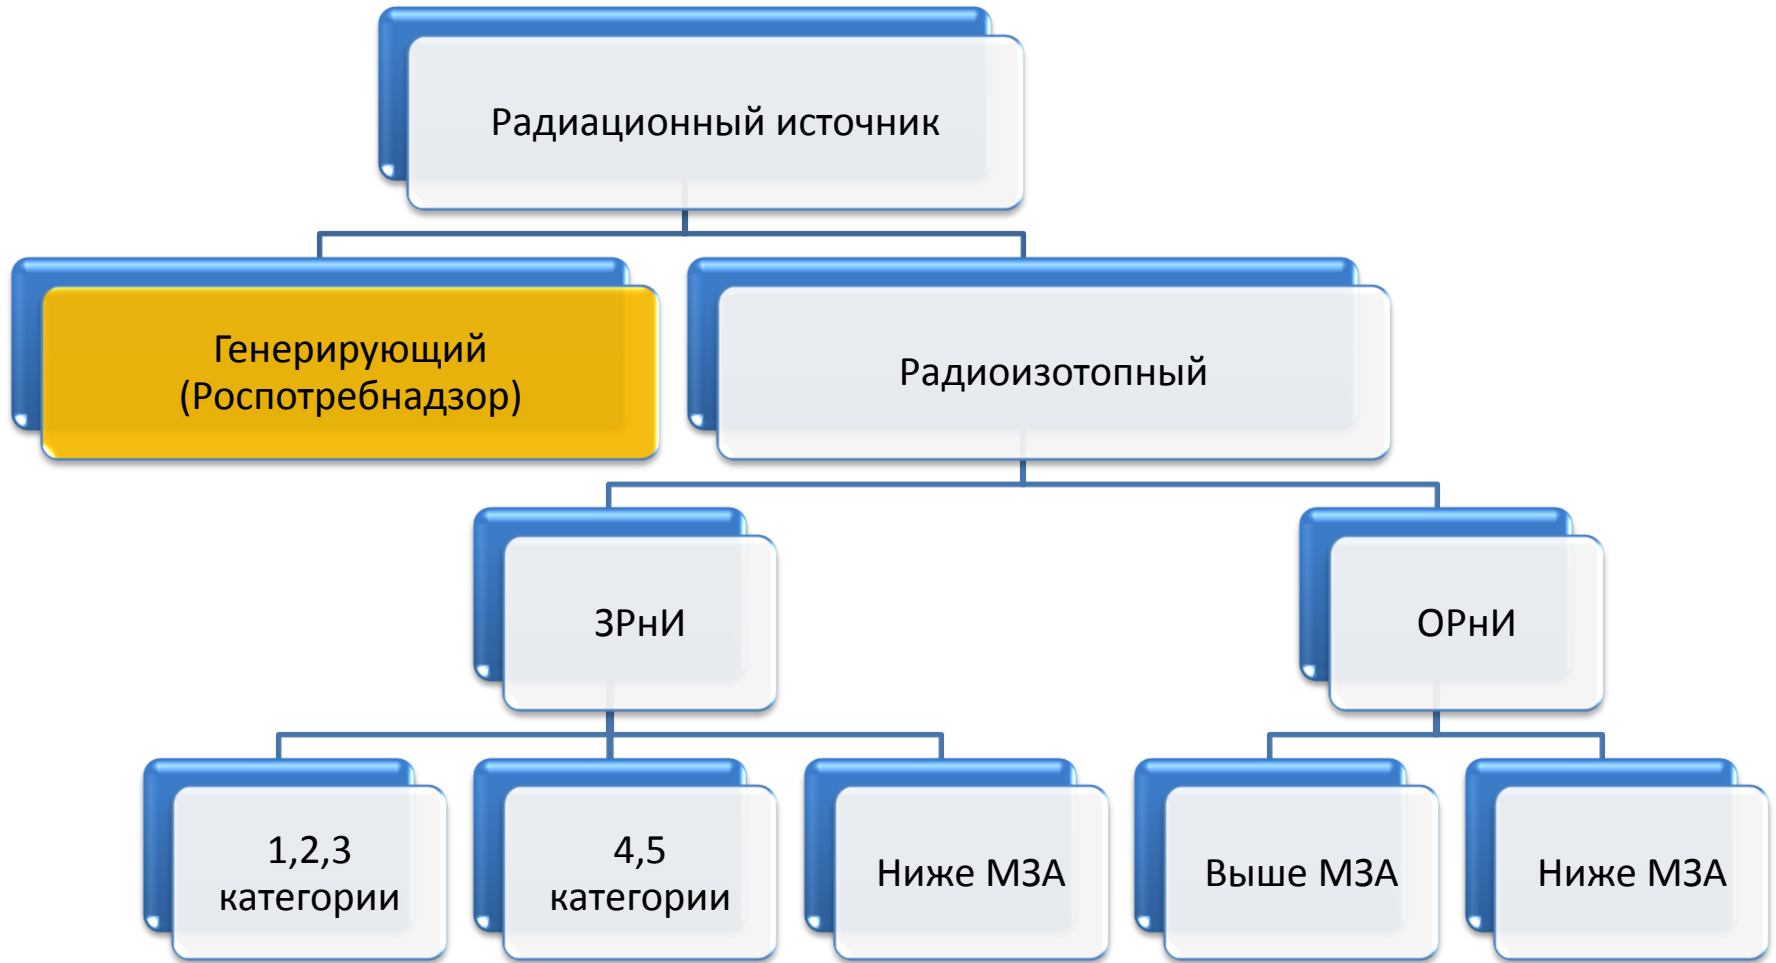 Радиационный источник
Генерирующий
(Роспотребнадзор)
Радиоизотопный
ЗРнИ
ОРнИ
1,2,3
категории
4,5
категории
Ниже МЗА
Выше МЗА
Ниже МЗА